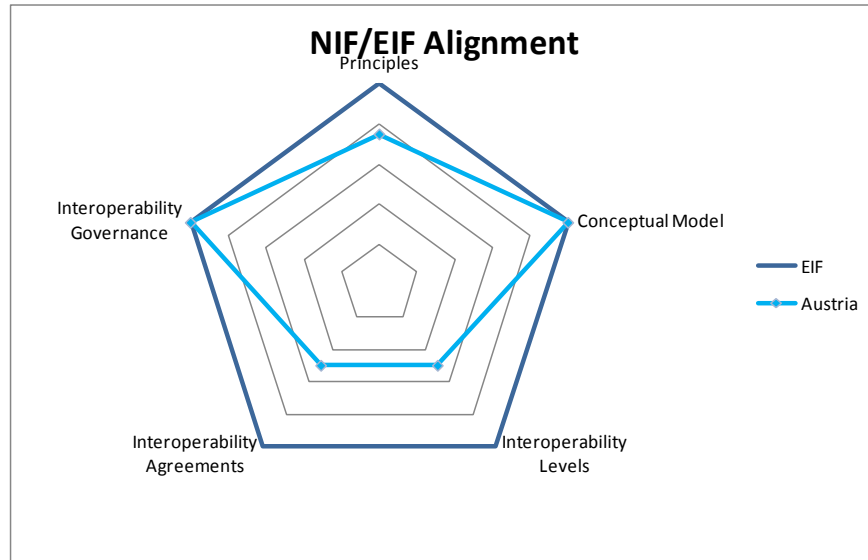 NIF/EIF Alignment
Principles
Interoperability
Governance
Conceptual Model
EIF
Austria
Interoperability
Agreements
Interoperability
Levels